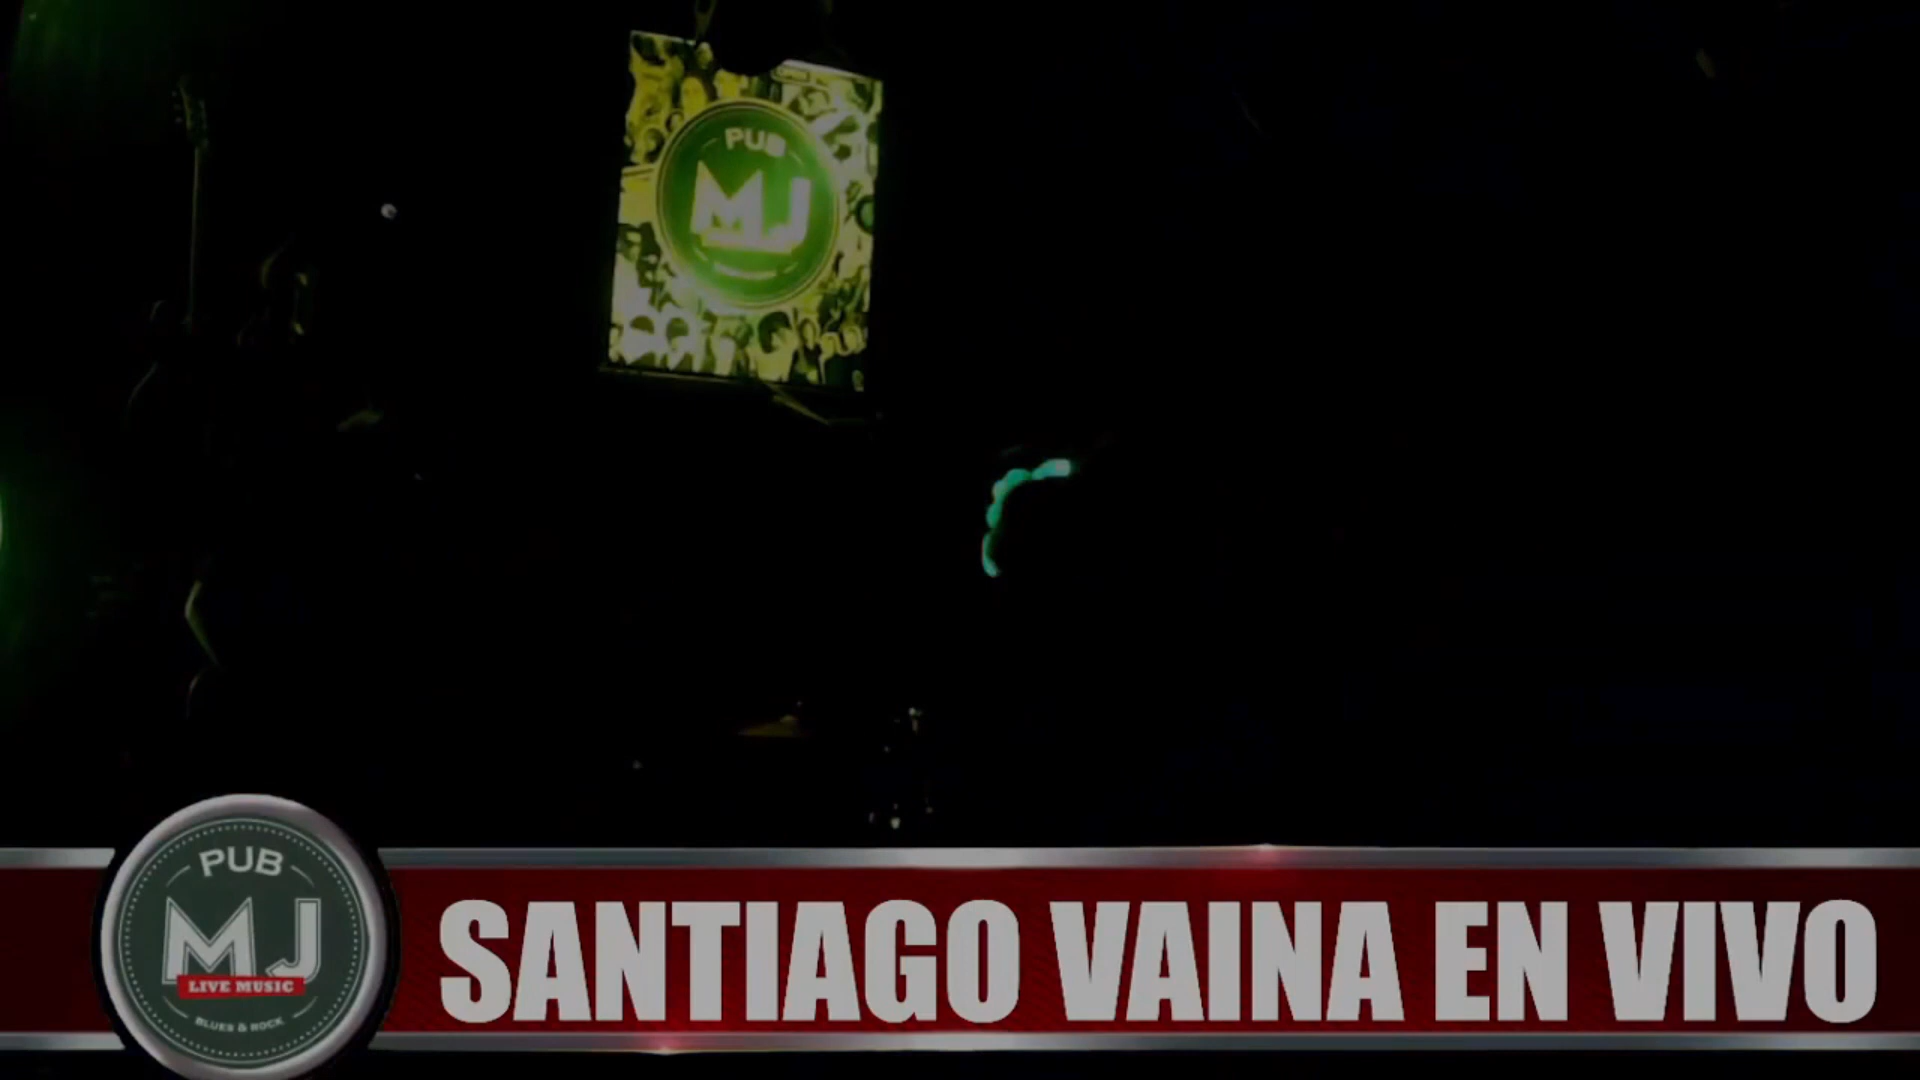 PUB
MJ
PUB
MJ
LIVE MUSIC
BLUES & ROCK
SANTIAGO VAINA EN VIVO